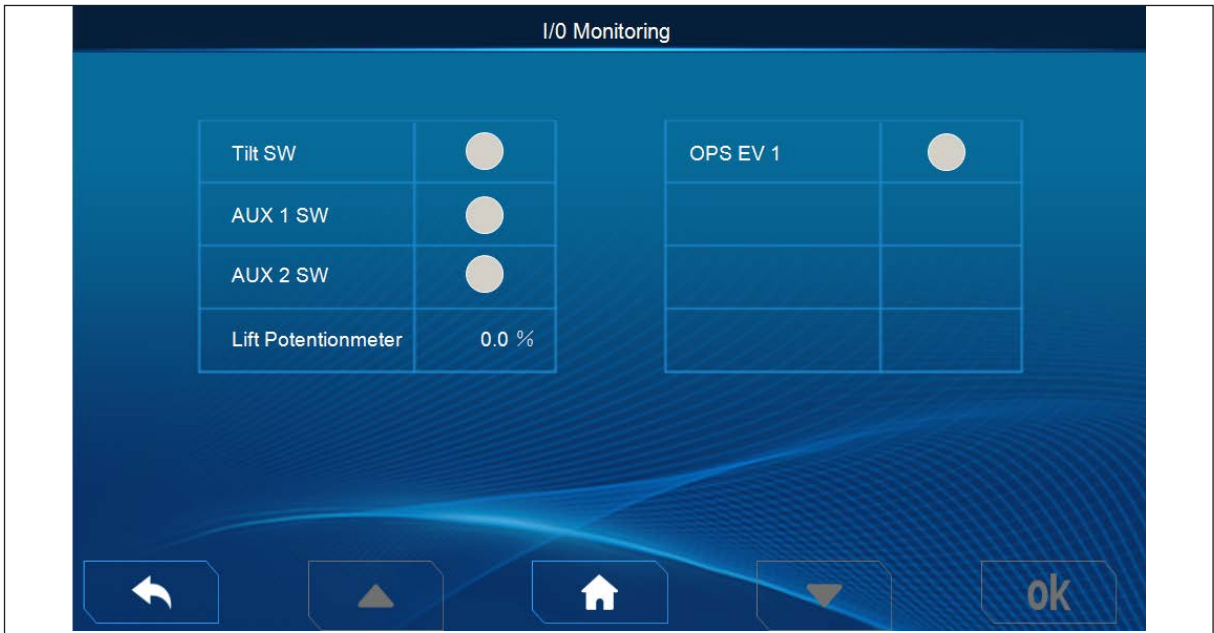 I/0 Monitoring
Tilt SW
AUX 1 SW
AUX 2 SW
Lift Potentionmeter 0.0 %
OPS EV 1
ok